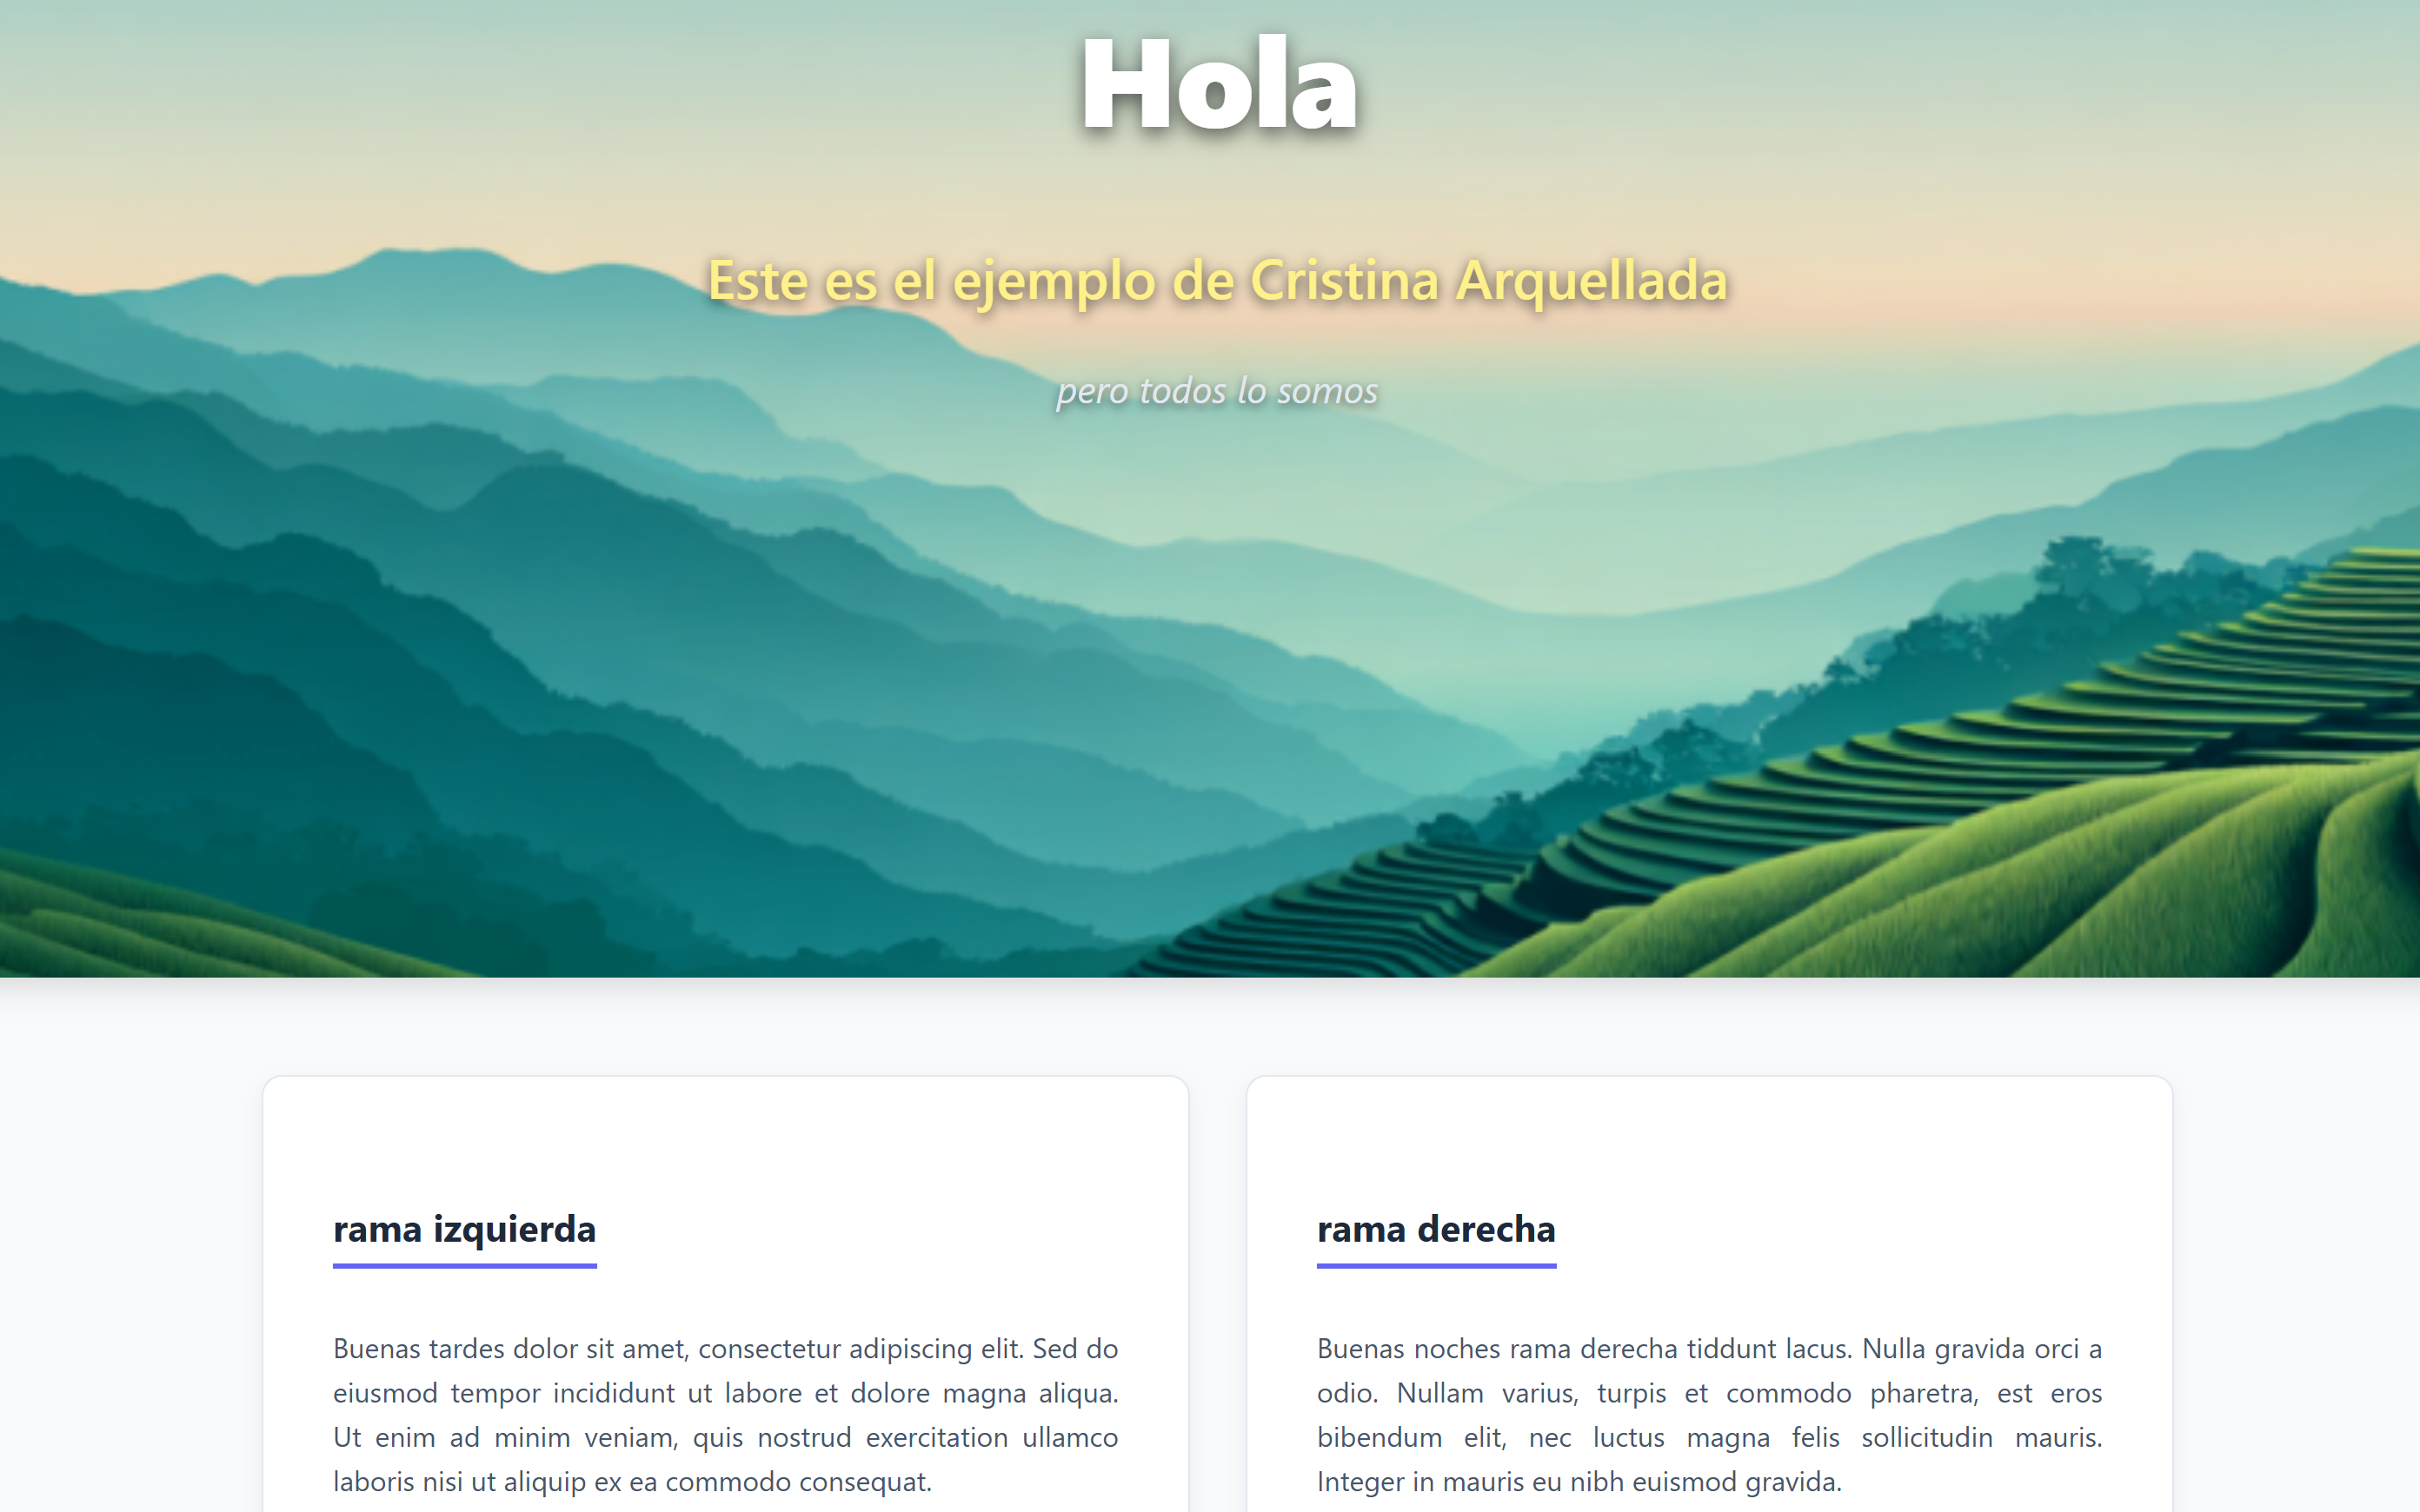 Hola
Este es el ejemplo de Cristina Arquellada
pero todos lo somos
rama izquierda
Buenas tardes dolor sit amet, consectetur adipiscing elit. Sed do
eiusmod tempor incididunt ut labore et dolore magna aliqua.
Ut enim ad minim veniam, quis nostrud exercitation ullamco
laboris nisi ut aliquip ex ea commodo consequat.
rama derecha
Buenas noches rama derecha tiddunt lacus. Nulla gravida orci a
odio. Nullam varius, turpis et commodo pharetra, est eros
bibendum elit, nec luctus magna felis sollicitudin mauris.
Integer in mauris eu nibh euismod gravida.